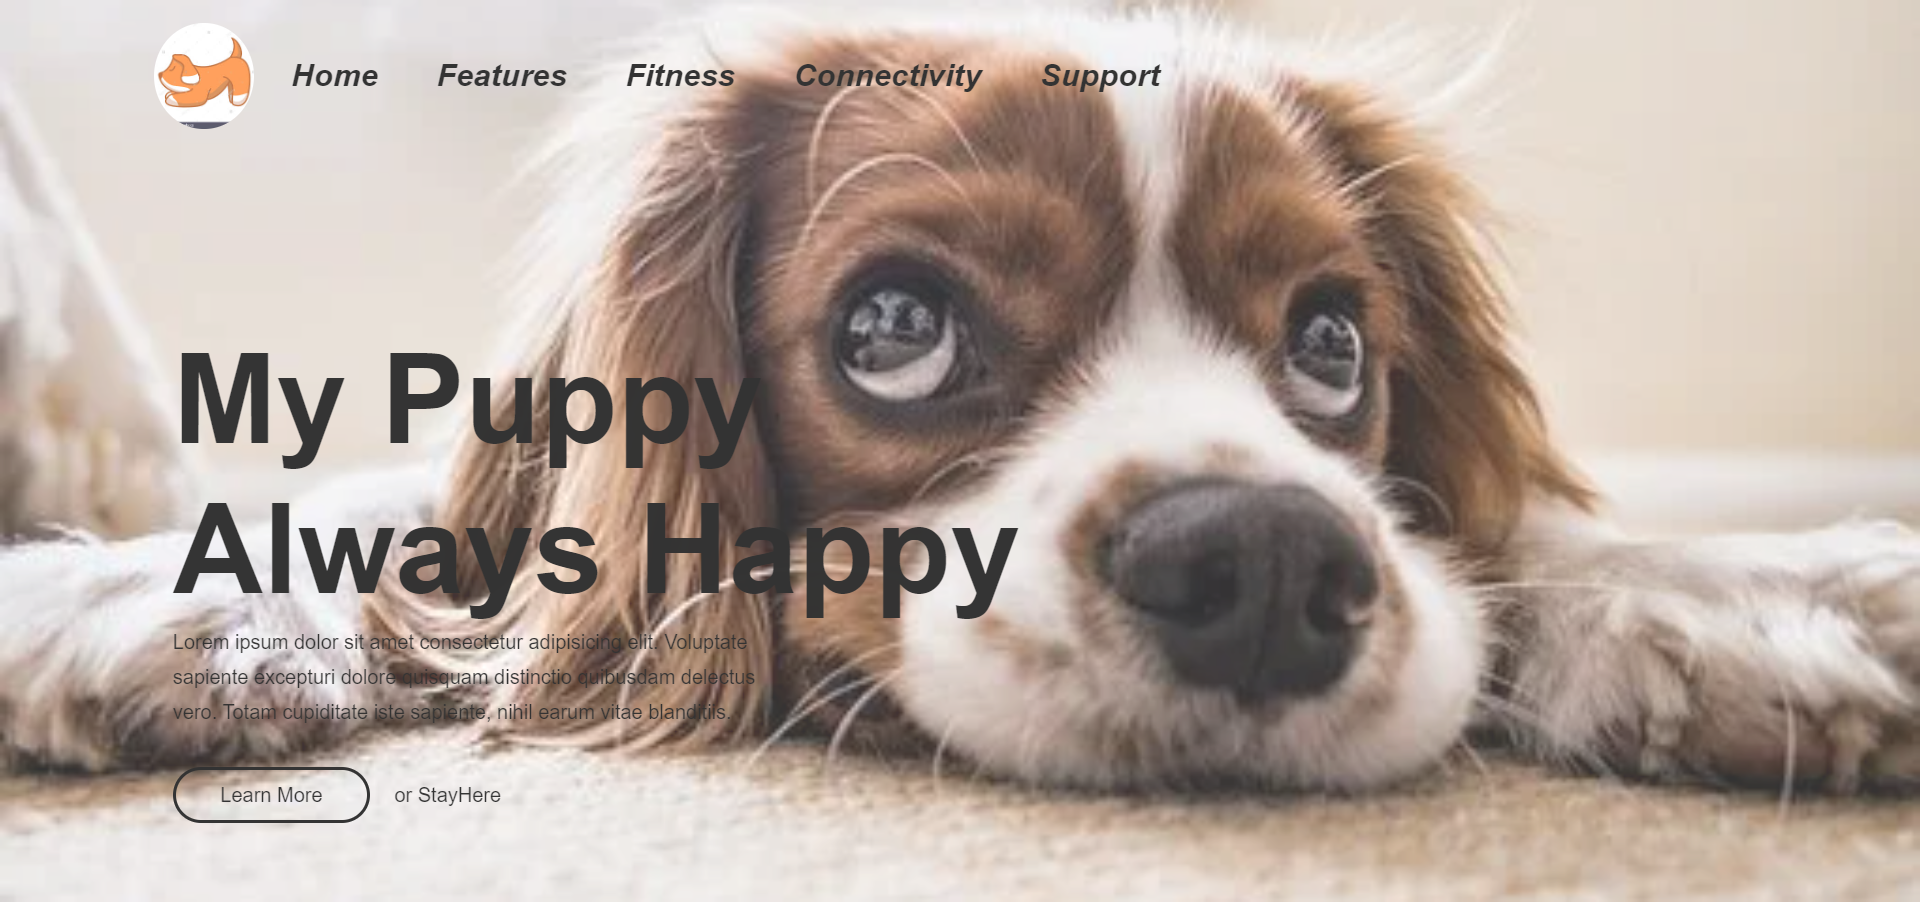 Home Features Fitness Connectivity Support
My Puppy
Always Happy
Lorem ipsum dolor sit amet consectetur adipisicing elit. Voluptate
sapiente excepturi dolore quisquam distinctio quibusdam delectus
vero. Totam cupiditate iste sapiente, nihil earum vitae blanditiis.
Learn More or StayHere